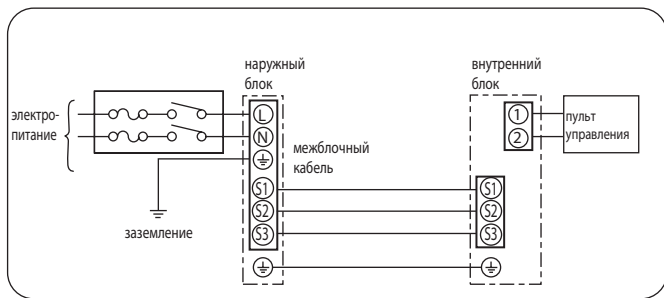 наружный
блок
внутренний
блок
электро-
питание
L
N
заземление
межблочный
кабель
S1
S2
S3
1
2
пульт
управления
S1
S2
S3